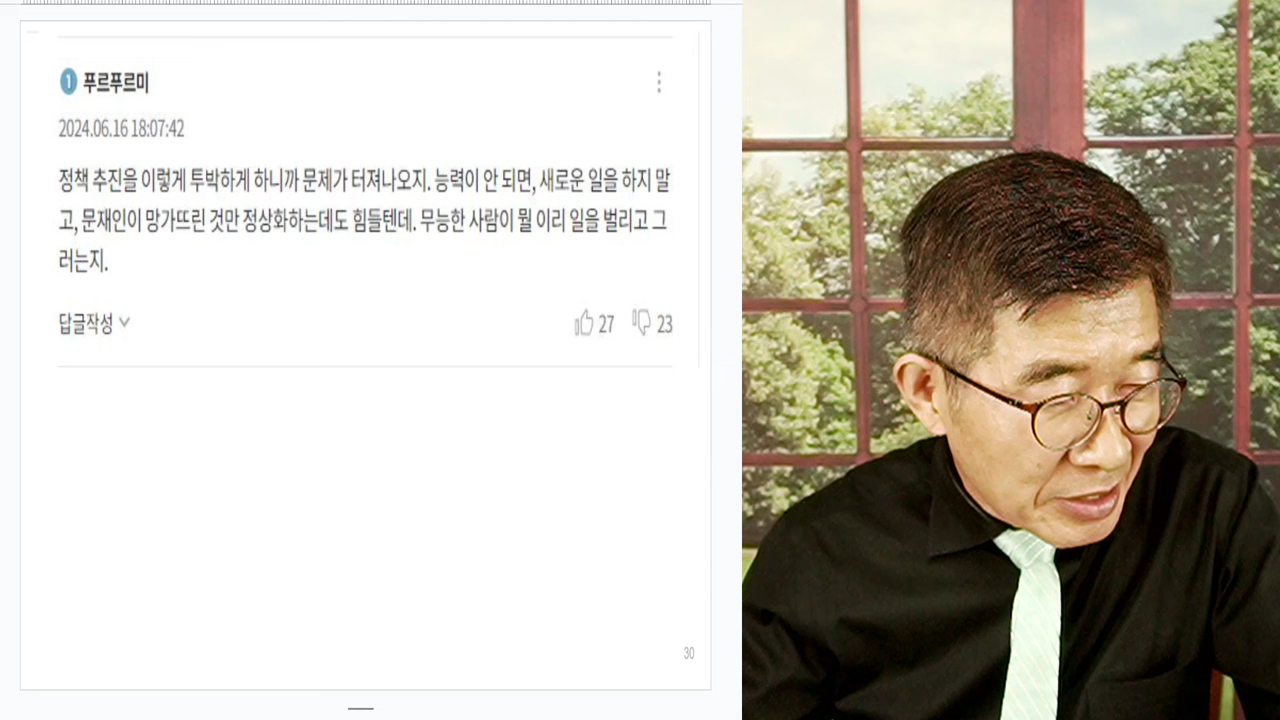 1 푸르푸르미
2024.06.16 18:07:42
정책 추진을 이렇게 투박하게 하니까 문제가 터져나오지. 능력이 안 되면, 새로운 일을 하지 말
고, 문재인이 망가뜨린 것만 정상화하는데도 힘들텐데. 무능한 사람이 뭘 이리 일을 벌리고 그
러는지.
답글작성
27 23
30